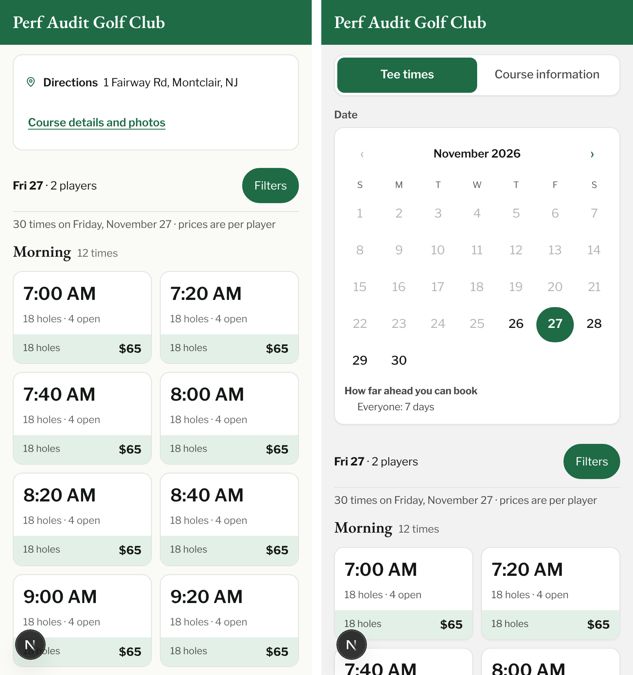 Perf Audit Golf Club
Directions 1 Fairway Rd, Montclair, NJ
Course details and photos
Fri 27 · 2 players
Filters
30 times on Friday, November 27 · prices are per player
Morning 12 times
7:00 AM
18 holes · 4 open
18 holes $65
7:20 AM
18 holes · 4 open
18 holes $65
7:40 AM
18 holes · 4 open
18 holes $65
8:00 AM
18 holes · 4 open
18 holes $65
8:20 AM
18 holes · 4 open
18 holes $65
8:40 AM
18 holes · 4 open
18 holes $65
9:00 AM
18 holes · 4 open
$65
9:20 AM
18 holes · 4 open
18 holes $65
N
Perf Audit Golf Club
Tee times
Course information
Date
‹ November 2026 ›
S M T W T F S
1 2 3 4 5 6 7
8 9 10 11 12 13 14
15 16 17 18 19 20 21
22 23 24 25 26 27 28
29 30
How far ahead you can book
Everyone: 7 days
Fri 27 · 2 players
Filters
30 times on Friday, November 27 · prices are per player
Morning 12 times
7:00 AM
18 holes · 4 open
18 holes $65
7:20 AM
18 holes · 4 open
18 holes $65
N
7:40 AM
8:00 AM